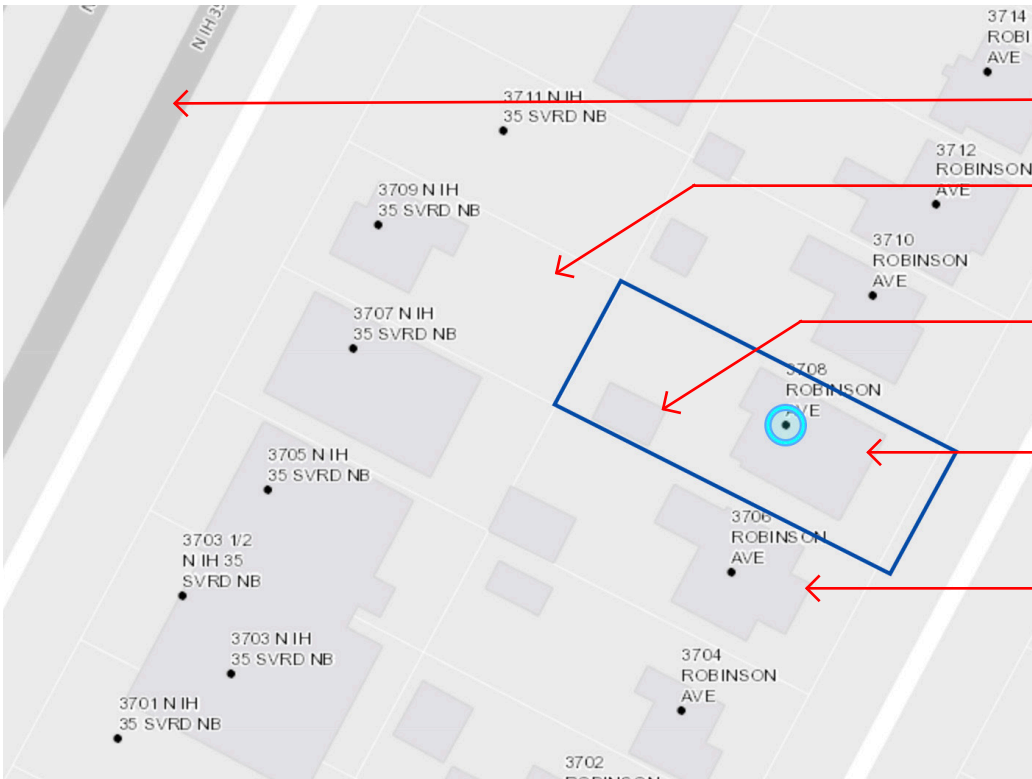 N IH 35
3714
ROBI
AVE
3711 N IH
35 SVRD NB
3712
ROBINSON
AVE
3709 N IH
35 SVRD NB
3710
ROBINSON
AVE
3707 N IH
35 SVRD NB
3708
ROBINSON
AVE
3705 N IH
35 SVRD NB
3706
ROBINSON
AVE
3703 1/2
N IH 35
SVRD NB
3703 N IH
35 SVRD NB
3704
ROBINSON
AVE
3701 N IH
35 SVRD NB
3702
ROBINSON